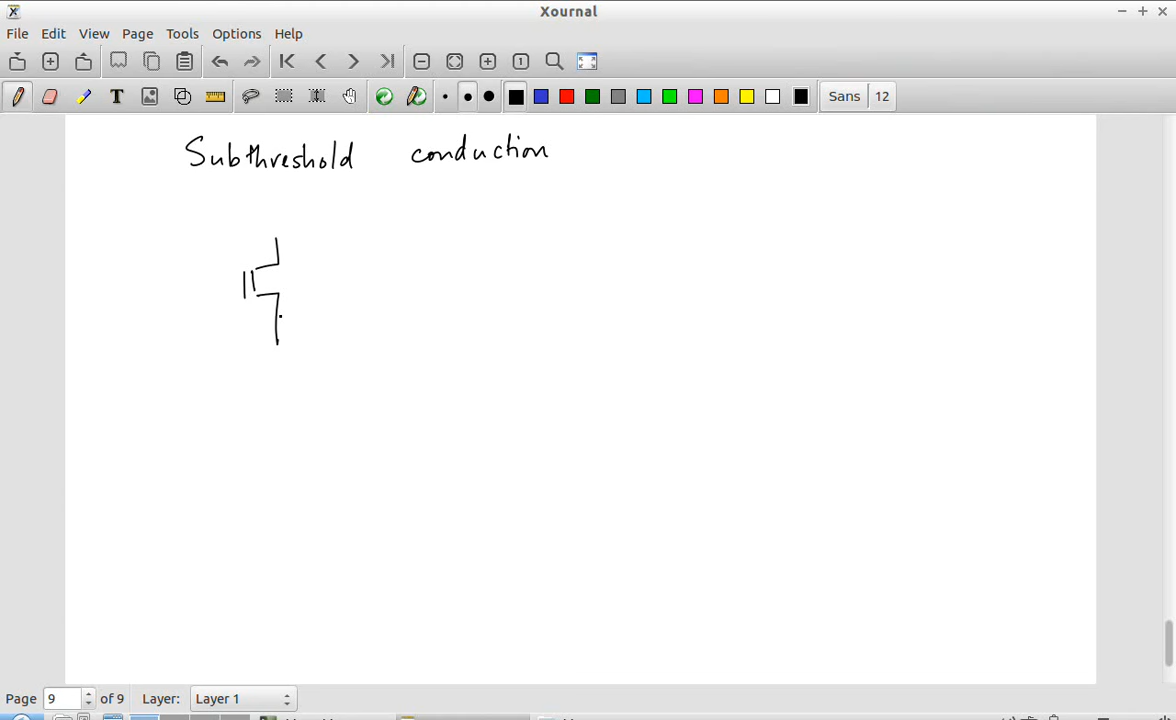 Xournal
File Edit View Page Tools Options Help
T Sans 12
Subthreshold conduction
Page 9 of 9 Layer: Layer 1